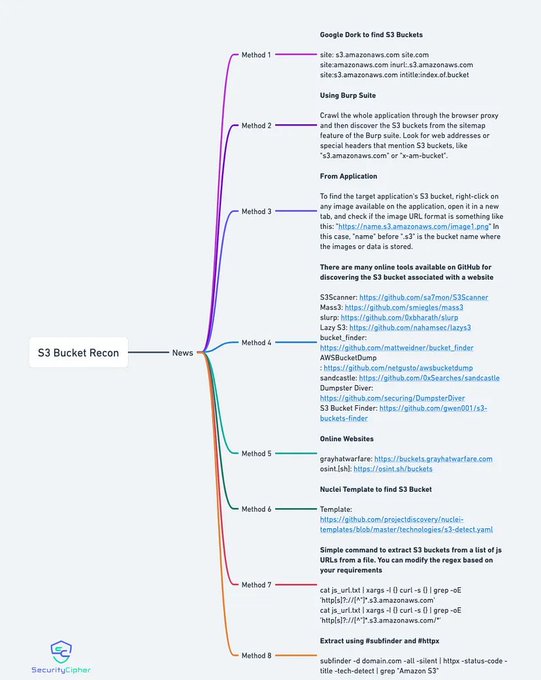 Google Dork to find S3 Buckets
Method 1
site: s3.amazonaws.com site.com
site:amazonaws.com inurl:.s3.amazonaws.com
site:s3.amazonaws.com intitle:index.of.bucket
Using Burp Suite
Method 2
Crawl the whole application through the browser proxy
and then discover the S3 buckets from the sitemap
feature of the Burp suite. Look for web addresses or
special headers that mention S3 buckets, like
"s3.amazonaws.com" or "x-am-bucket".
From Application
Method 3
To find the target application's S3 bucket, right-click on
any image available on the application, open it in a new
tab, and check if the image URL format is something like
this: "https://name.s3.amazonaws.com/image1.png" In
this case, "name" before ".s3" is the bucket name where
the images or data is stored.
There are many online tools available on GitHub for
discovering the S3 bucket associated with a website
Method 4
S3Scanner: https://github.com/sa7mon/S3Scanner
Mass3: https://github.com/smiegles/mass3
slurp: https://github.com/0xbharath/slurp
Lazy S3: https://github.com/nahamsec/lazys3
bucket_finder:
https://github.com/mattweidner/bucket_finder
AWSBucketDump
: https://github.com/netgusto/awsbucketdump
sandcastle: https://github.com/0xSearches/sandcastle
Dumpster Diver:
https://github.com/securing/DumpsterDiver
S3 Bucket Finder: https://github.com/gwen001/s3-
buckets-finder
S3 Bucket Recon
News
Online Websites
Method 5
grayhatwarfare: https://buckets.grayhatwarfare.com
osint.[sh]: https://osint.sh/buckets
Nuclei Template to find S3 Bucket
Method 6
Template:
https://github.com/projectdiscovery/nuclei-
templates/blob/master/technologies/s3-detect.yaml
Simple command to extract S3 buckets from a list of js
URLs from a file. You can modify the regex based on
your requirements
Method 7
cat js_url.txt | xargs -I {} curl -s {} | grep -oE
'http[s]?://[^"]*.s3.amazonaws.com'
cat js_url.txt | xargs -I {} curl -s {} | grep -oE
'http[s]?://[^"]*.s3.amazonaws.com/*'
Extract using #subfinder and #httpx
Method 8
subfinder -d domain.com -all -silent | httpx -status-code -
title -tech-detect | grep "Amazon S3"
SecurityCipher